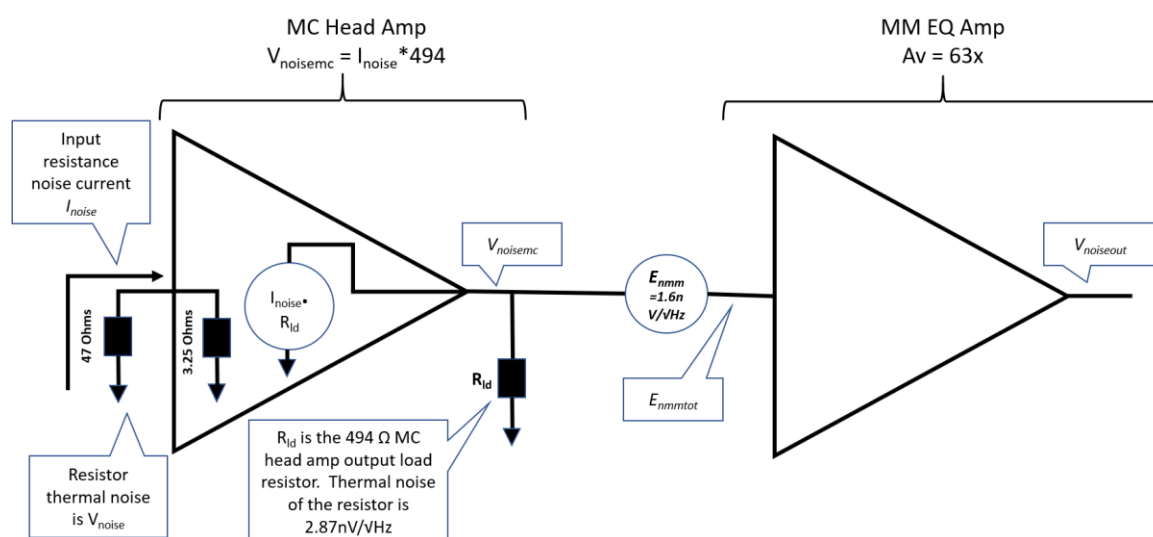 MC Head Amp
V_noisemc = I_noise*494
MM EQ Amp
Av = 63x
Input
resistance
noise current
I_noise
47 Ohms
3.25 Ohms
I_noise•
R_ld
V_noisemc
E_nmm
=1.6n
V/√Hz
V_noiseout
E_nmmtot
R_ld
Resistor
thermal noise
is V_noise
R_ld is the 494 Ω MC
head amp output load
resistor. Thermal noise
of the resistor is
2.87nV/√Hz